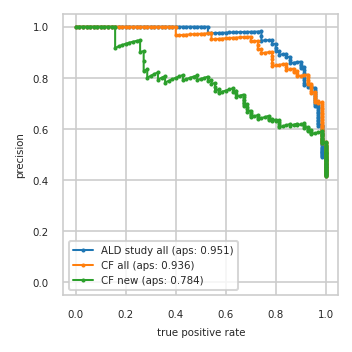 1.0
0.8
0.6
0.4
0.2
0.0
precision
ALD study all (aps: 0.951)
CF all (aps: 0.936)
CF new (aps: 0.784)
0.0 0.2 0.4 0.6 0.8 1.0
true positive rate